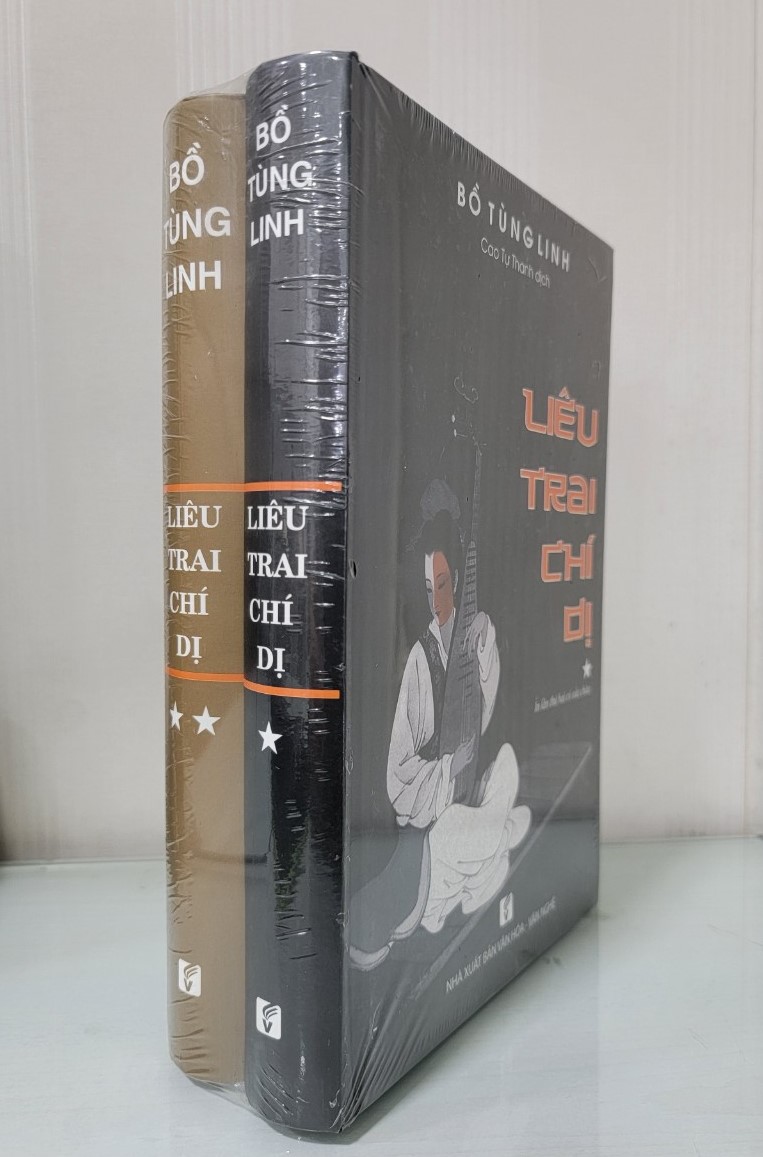 BỒ
TÙNG
LINH
LIÊU
TRAI
CHÍ
DỊ
BỒ
TÙNG
LINH
LIÊU
TRAI
CHÍ
DỊ
BỒ TÙNG LINH
Cao Tự Thanh dịch
LIÊU
TRAI
CHÍ
DỊ
NHÀ XUẤT BẢN VĂN HÓA - VĂN NGHỆ